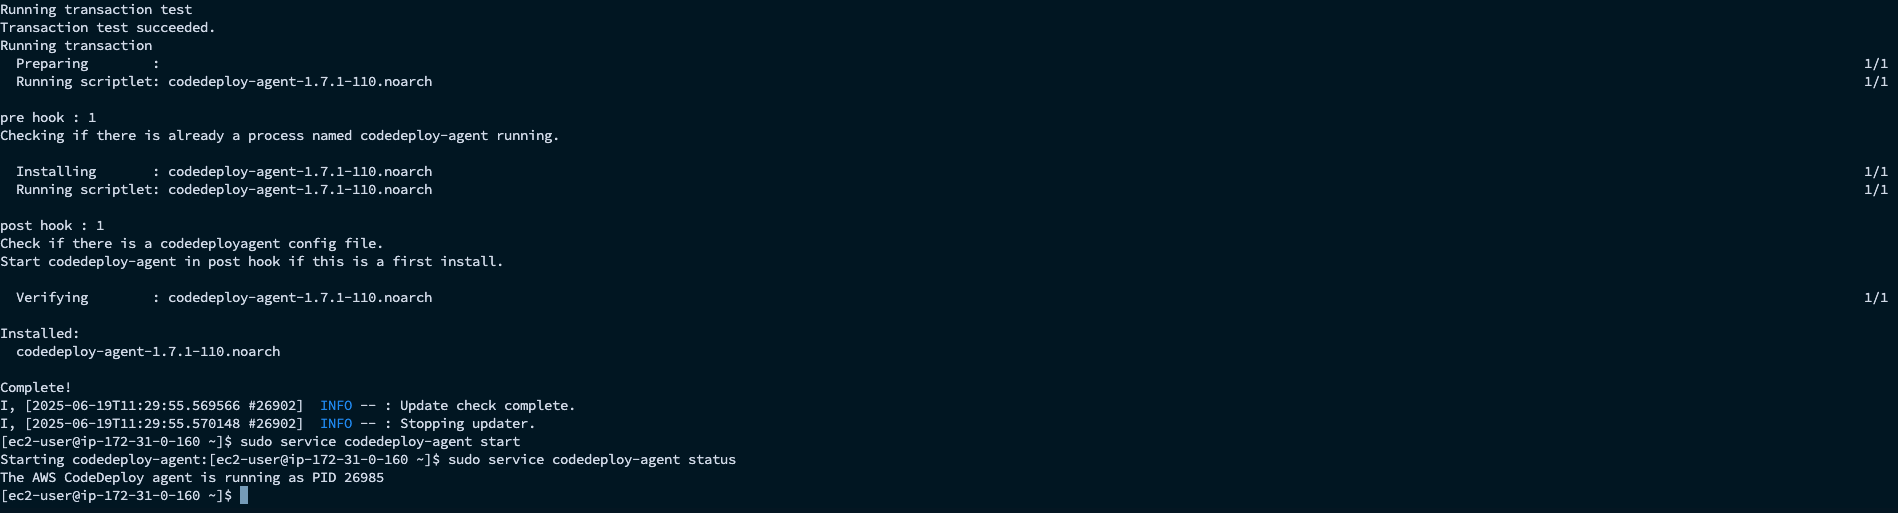 Running transaction test
Transaction test succeeded.
Running transaction
  Preparing        :                                                                 1/1
  Running scriptlet: codedeploy-agent-1.7.1-110.noarch                               1/1

pre hook : 1
Checking if there is already a process named codedeploy-agent running.

  Installing       : codedeploy-agent-1.7.1-110.noarch                               1/1
  Running scriptlet: codedeploy-agent-1.7.1-110.noarch                               1/1

post hook : 1
Check if there is a codedeployagent config file.
Start codedeploy-agent in post hook if this is a first install.

  Verifying        : codedeploy-agent-1.7.1-110.noarch                               1/1

Installed:
  codedeploy-agent-1.7.1-110.noarch

Complete!
I, [2025-06-19T11:29:55.569566 #26902]  INFO -- : Update check complete.
I, [2025-06-19T11:29:55.570148 #26902]  INFO -- : Stopping updater.
[ec2-user@ip-172-31-0-160 ~]$ sudo service codedeploy-agent start
Starting codedeploy-agent:[ec2-user@ip-172-31-0-160 ~]$ sudo service codedeploy-agent status
The AWS CodeDeploy agent is running as PID 26985
[ec2-user@ip-172-31-0-160 ~]$